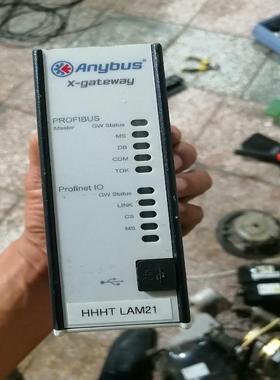 Anybus®
x-gateway
PROFIBUS
Master GW Status
MS
DB
COM
TOK
Profinet IO
GW Status
LINK
CS
MS
HHHT LAM21